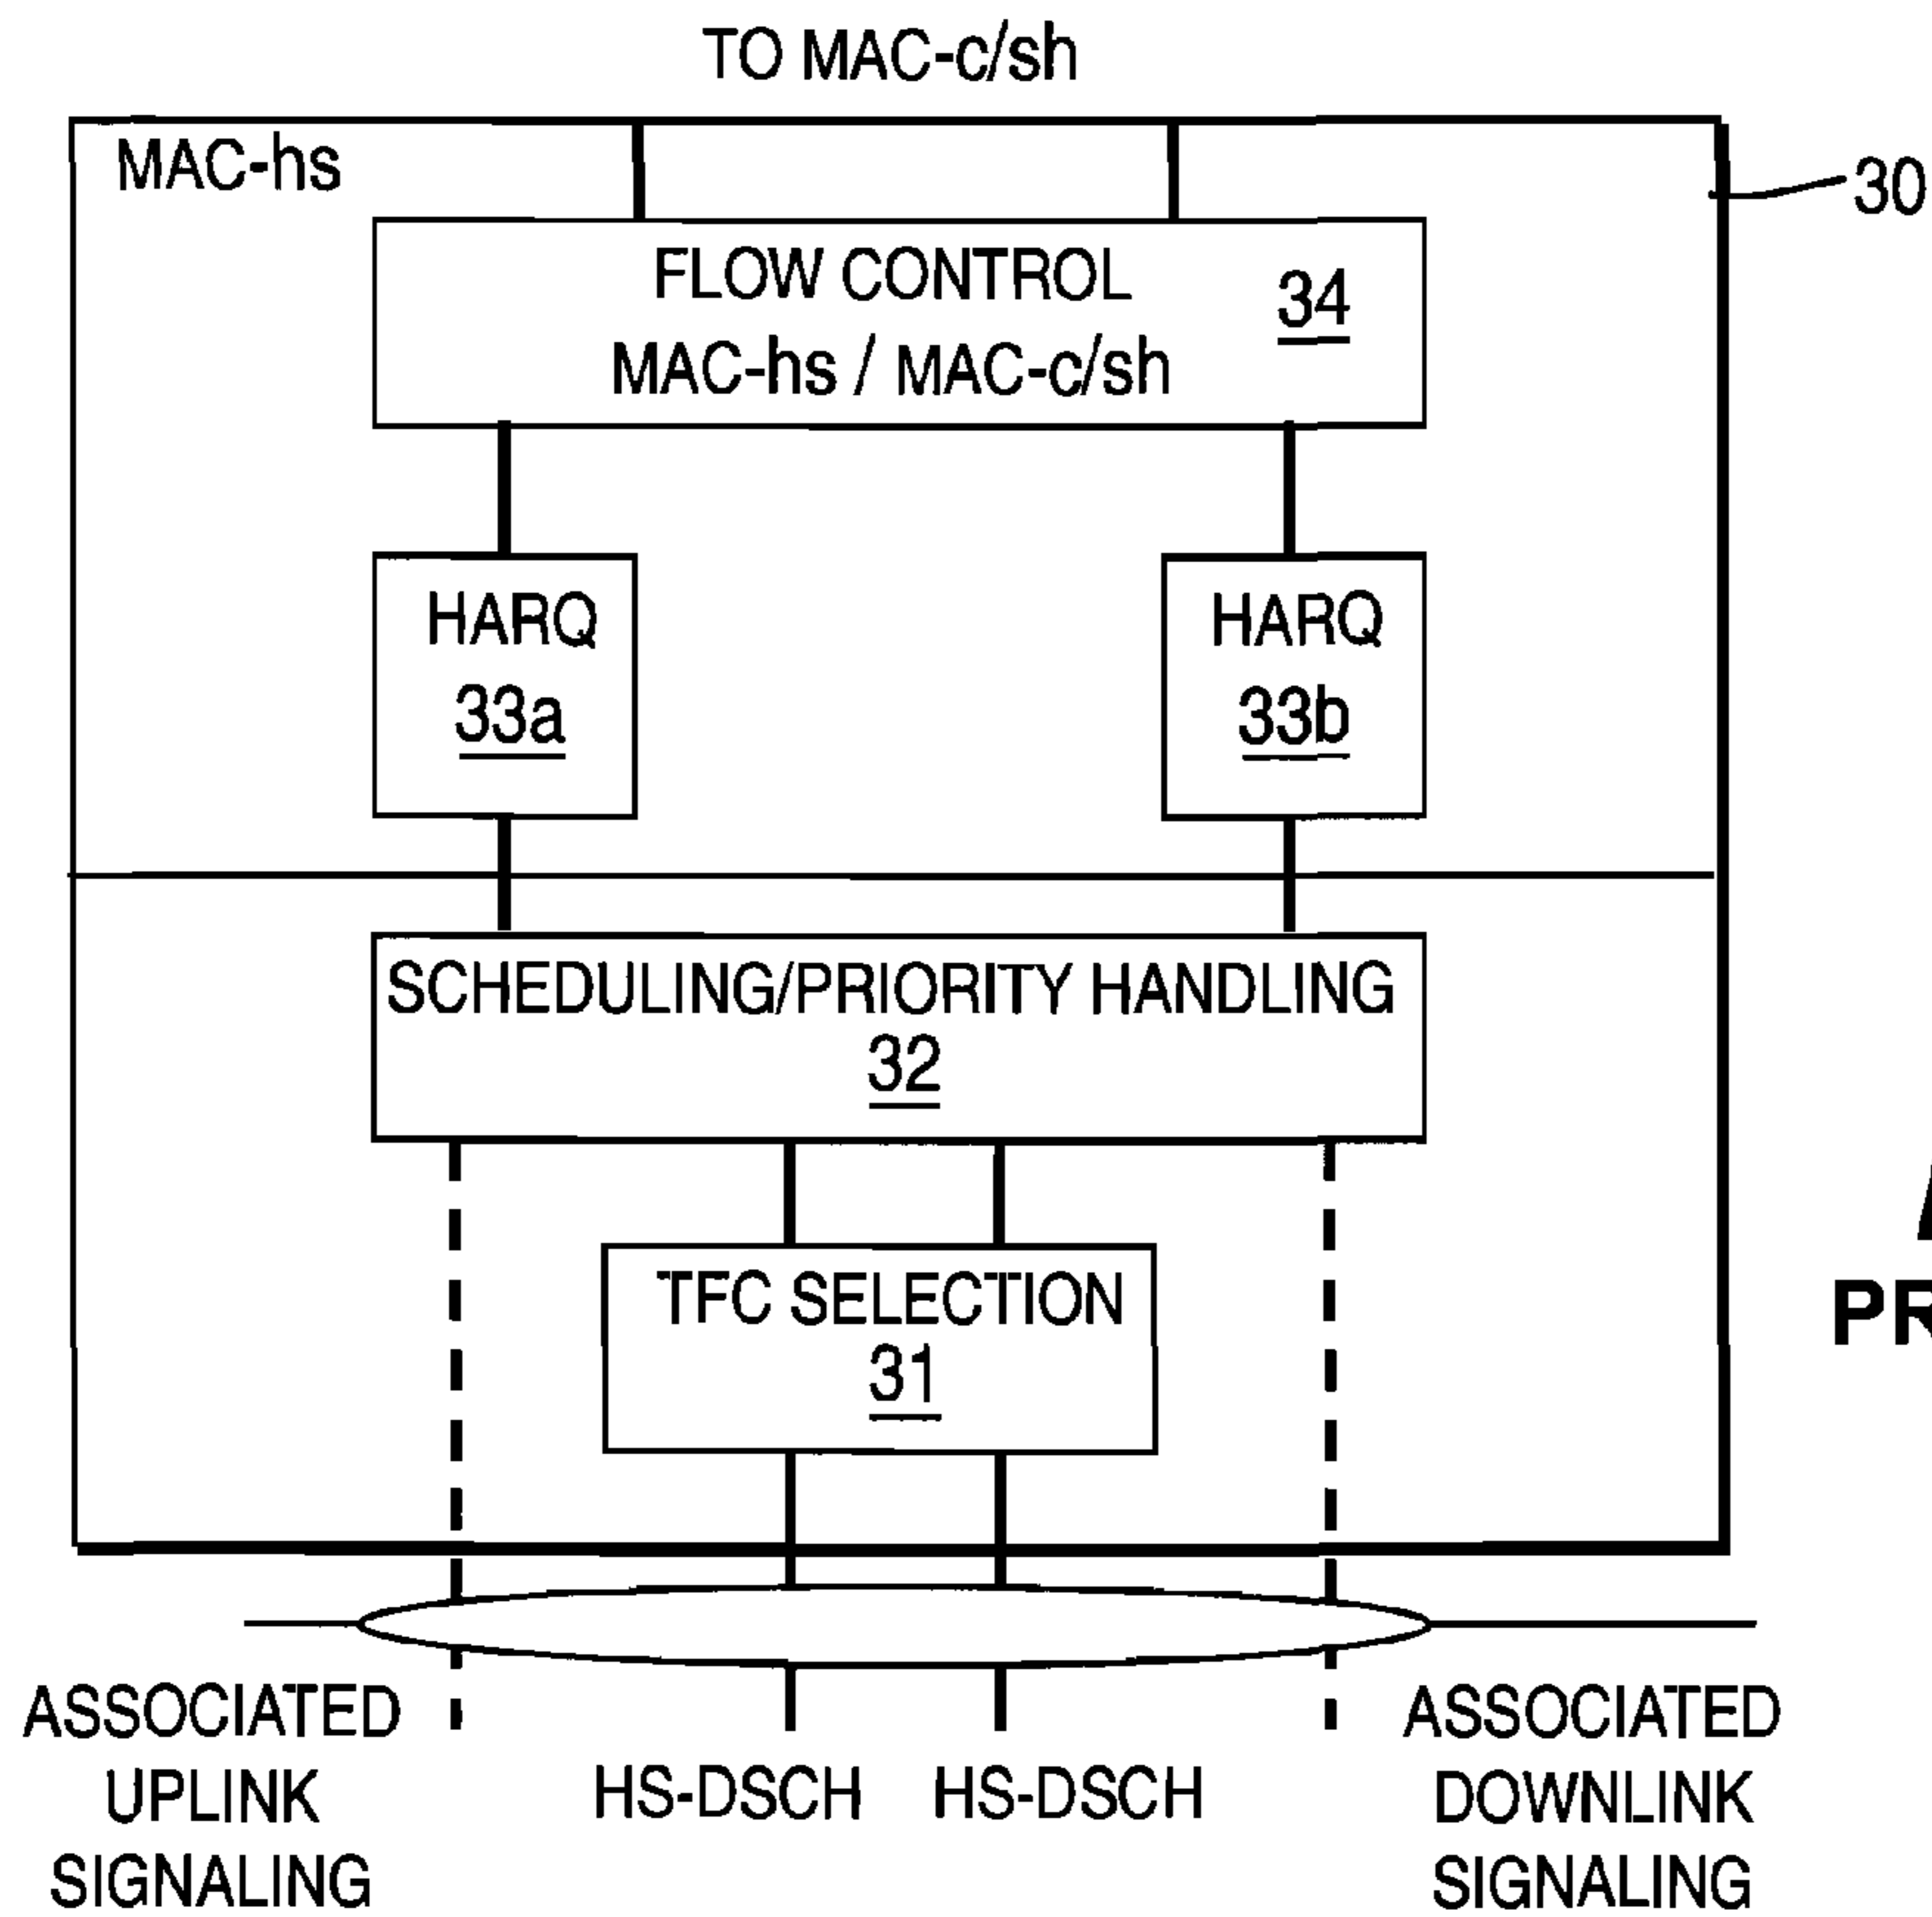 TO MAC-c/sh
MAC-hs
30
FLOW CONTROL
34
MAC-hs / MAC-c/sh
HARQ
33a
HARQ
33b
SCHEDULING/PRIORITY HANDLING
32
TFC SELECTION
31
PR
ASSOCIATED
UPLINK
SIGNALING
HS-DSCH
HS-DSCH
ASSOCIATED
DOWNLINK
SIGNALING